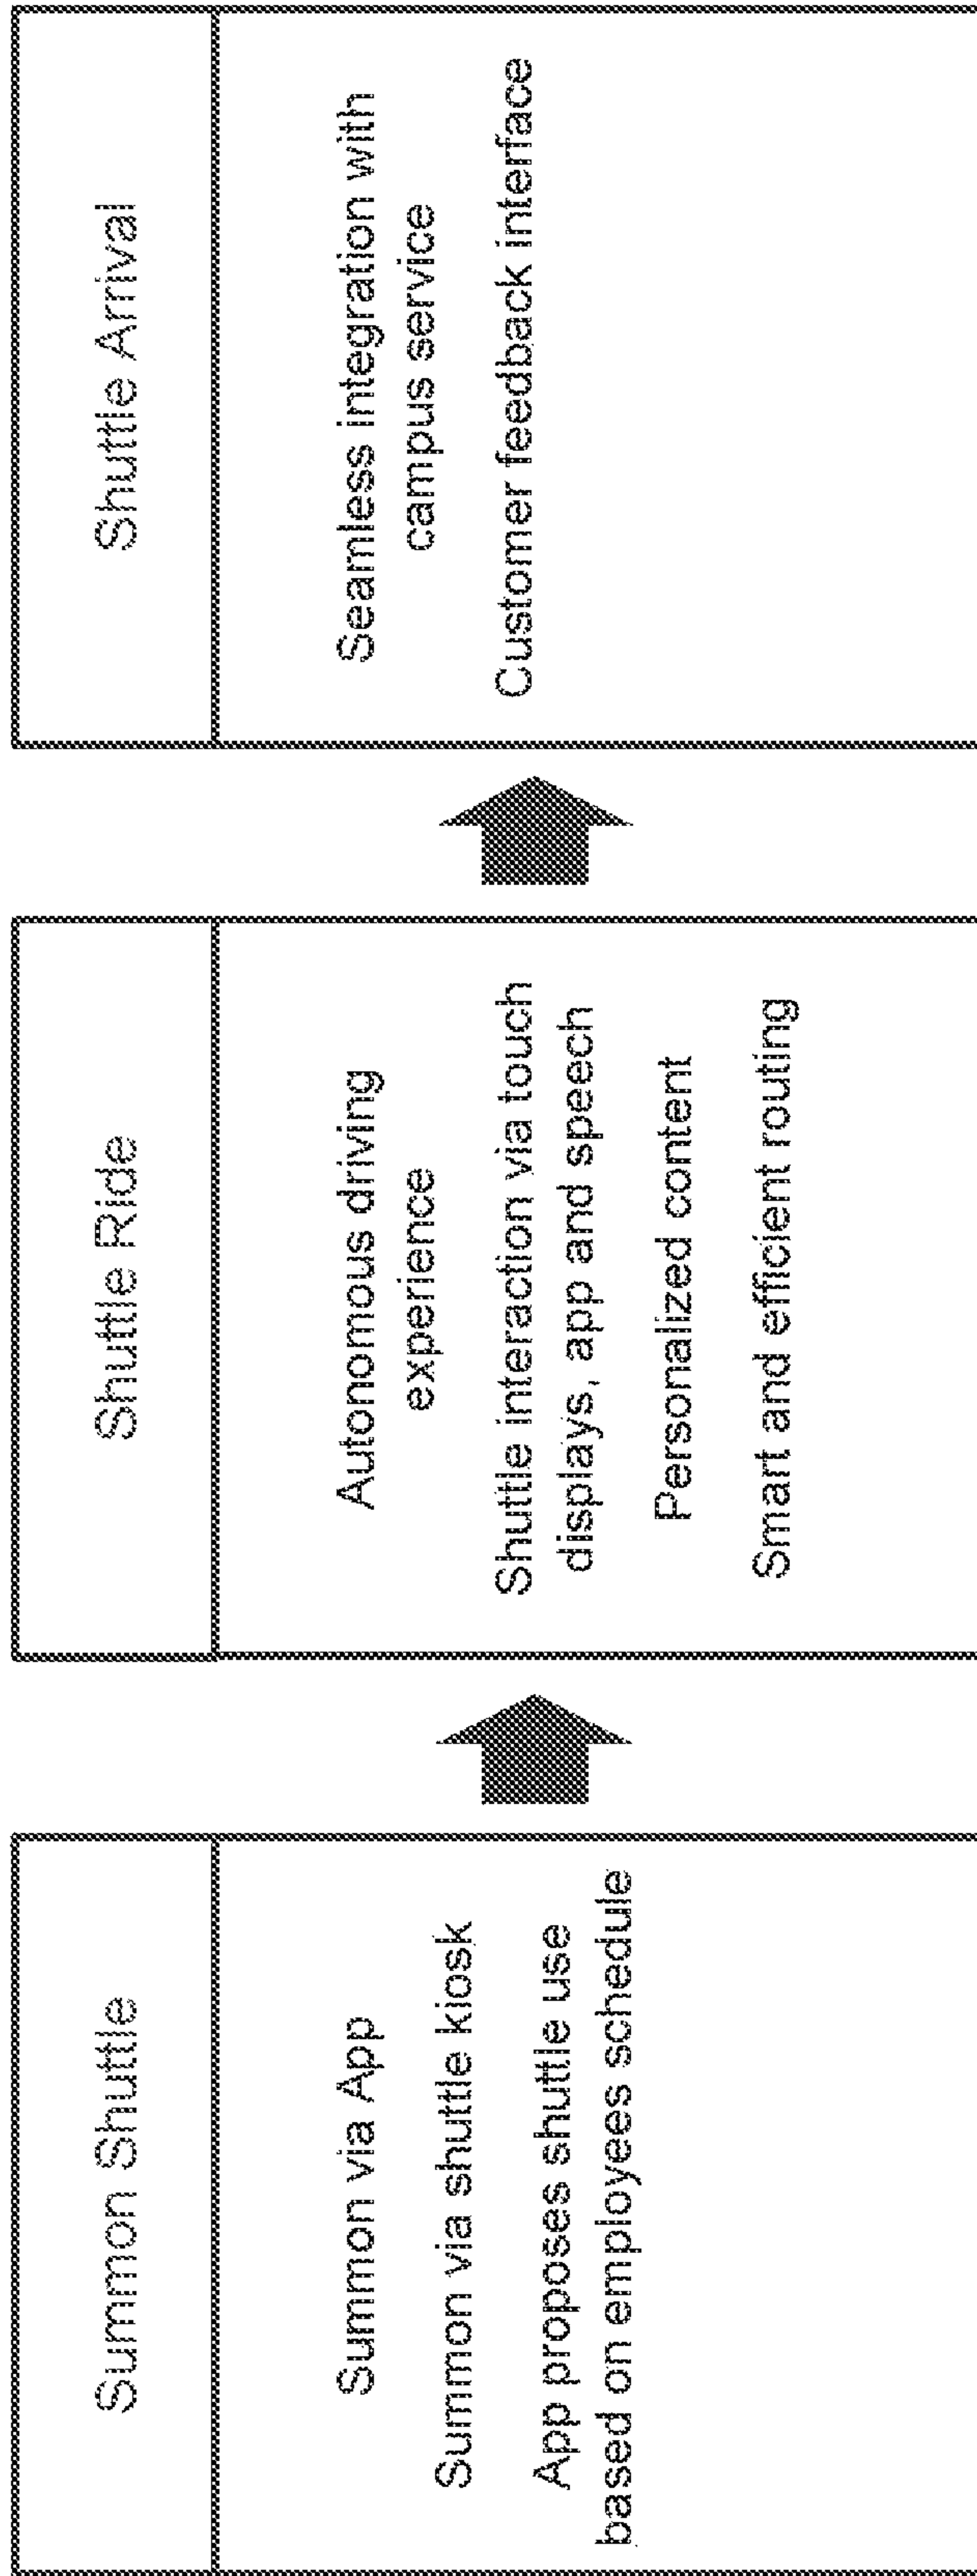 Summon Shuttle
Summon via App
Summon via shuttle kiosk
App proposes shuttle use
based on employees schedule
Shuttle Ride
Autonomous driving
experience
Shuttle interaction via touch
displays, app and speech
Personalized content
Smart and efficient routing
Shuttle Arrival
Seamless integration with
campus service
Customer feedback interface